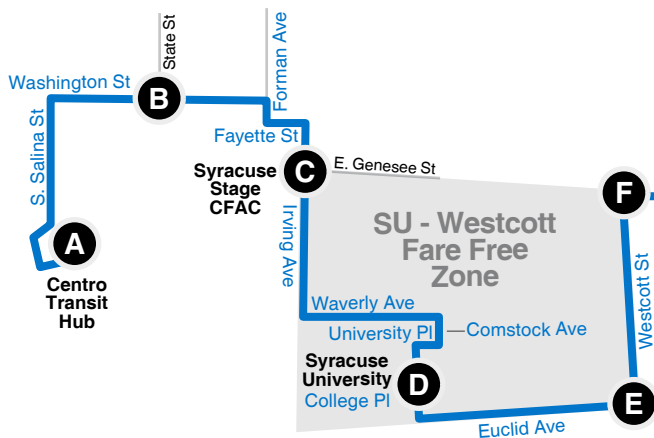 State St
Forman Ave
Washington St
B
S. Salina St
Fayette St
Syracuse
Stage
CFAC
C
E. Genesee St
F
A
Centro
Transit
Hub
Irving Ave
SU - Westcott
Fare Free
Zone
Westcott St
Waverly Ave
University Pl
Comstock Ave
Syracuse
University
College Pl
D
E
Euclid Ave